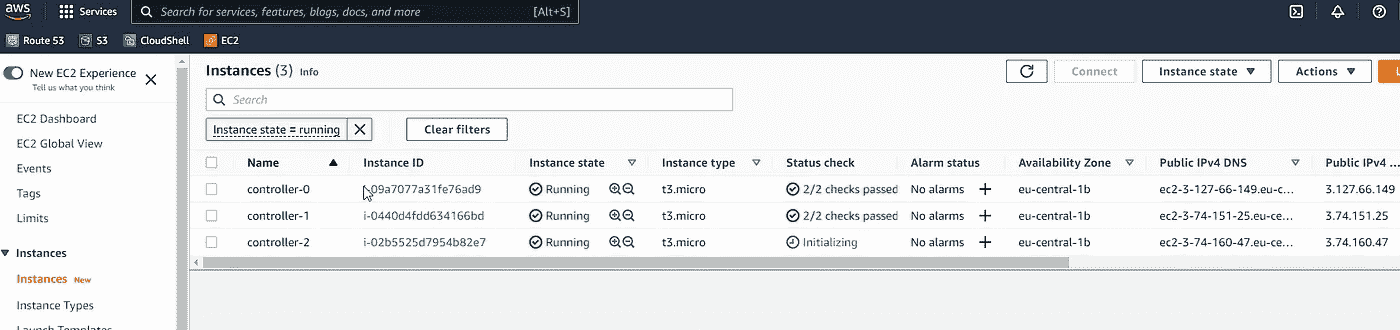 aws Services Search for services, features, blogs, docs, and more [Alt+S]
Route 53 S3 CloudShell EC2
New EC2 Experience
Tell us what you think
EC2 Dashboard
EC2 Global View
Events
Tags
Limits
Instances
Instances New
Instance Types
Launch Templates
Instances (3) Info
Connect Instance state Actions
Search
Instance state = running Clear filters
Name Instance ID Instance state Instance type Status check Alarm status Availability Zone Public IPv4 DNS Public IPv4 ...
controller-0 i-09a7077a31fe76ad9 Running t3.micro 2/2 checks passed No alarms + eu-central-1b ec2-3-127-66-149.eu-c... 3.127.66.149
controller-1 i-0440d4fdd634166bd Running t3.micro 2/2 checks passed No alarms + eu-central-1b ec2-3-74-151-25.eu-ce... 3.74.151.25
controller-2 i-02b5525d7954b82e7 Running t3.micro Initializing No alarms + eu-central-1b ec2-3-74-160-47.eu-ce... 3.74.160.47